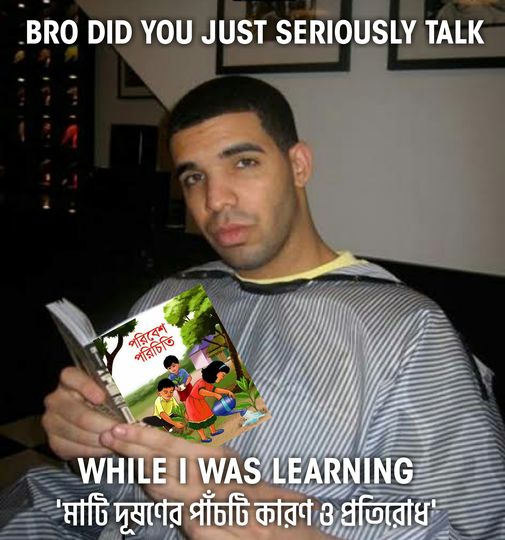 BRO DID YOU JUST SERIOUSLY TALK
পরিবেশ
পরিচিতি
WHILE I WAS LEARNING
'মাটি দূষণের পাঁচটি কারণ ও প্রতিরোধ'